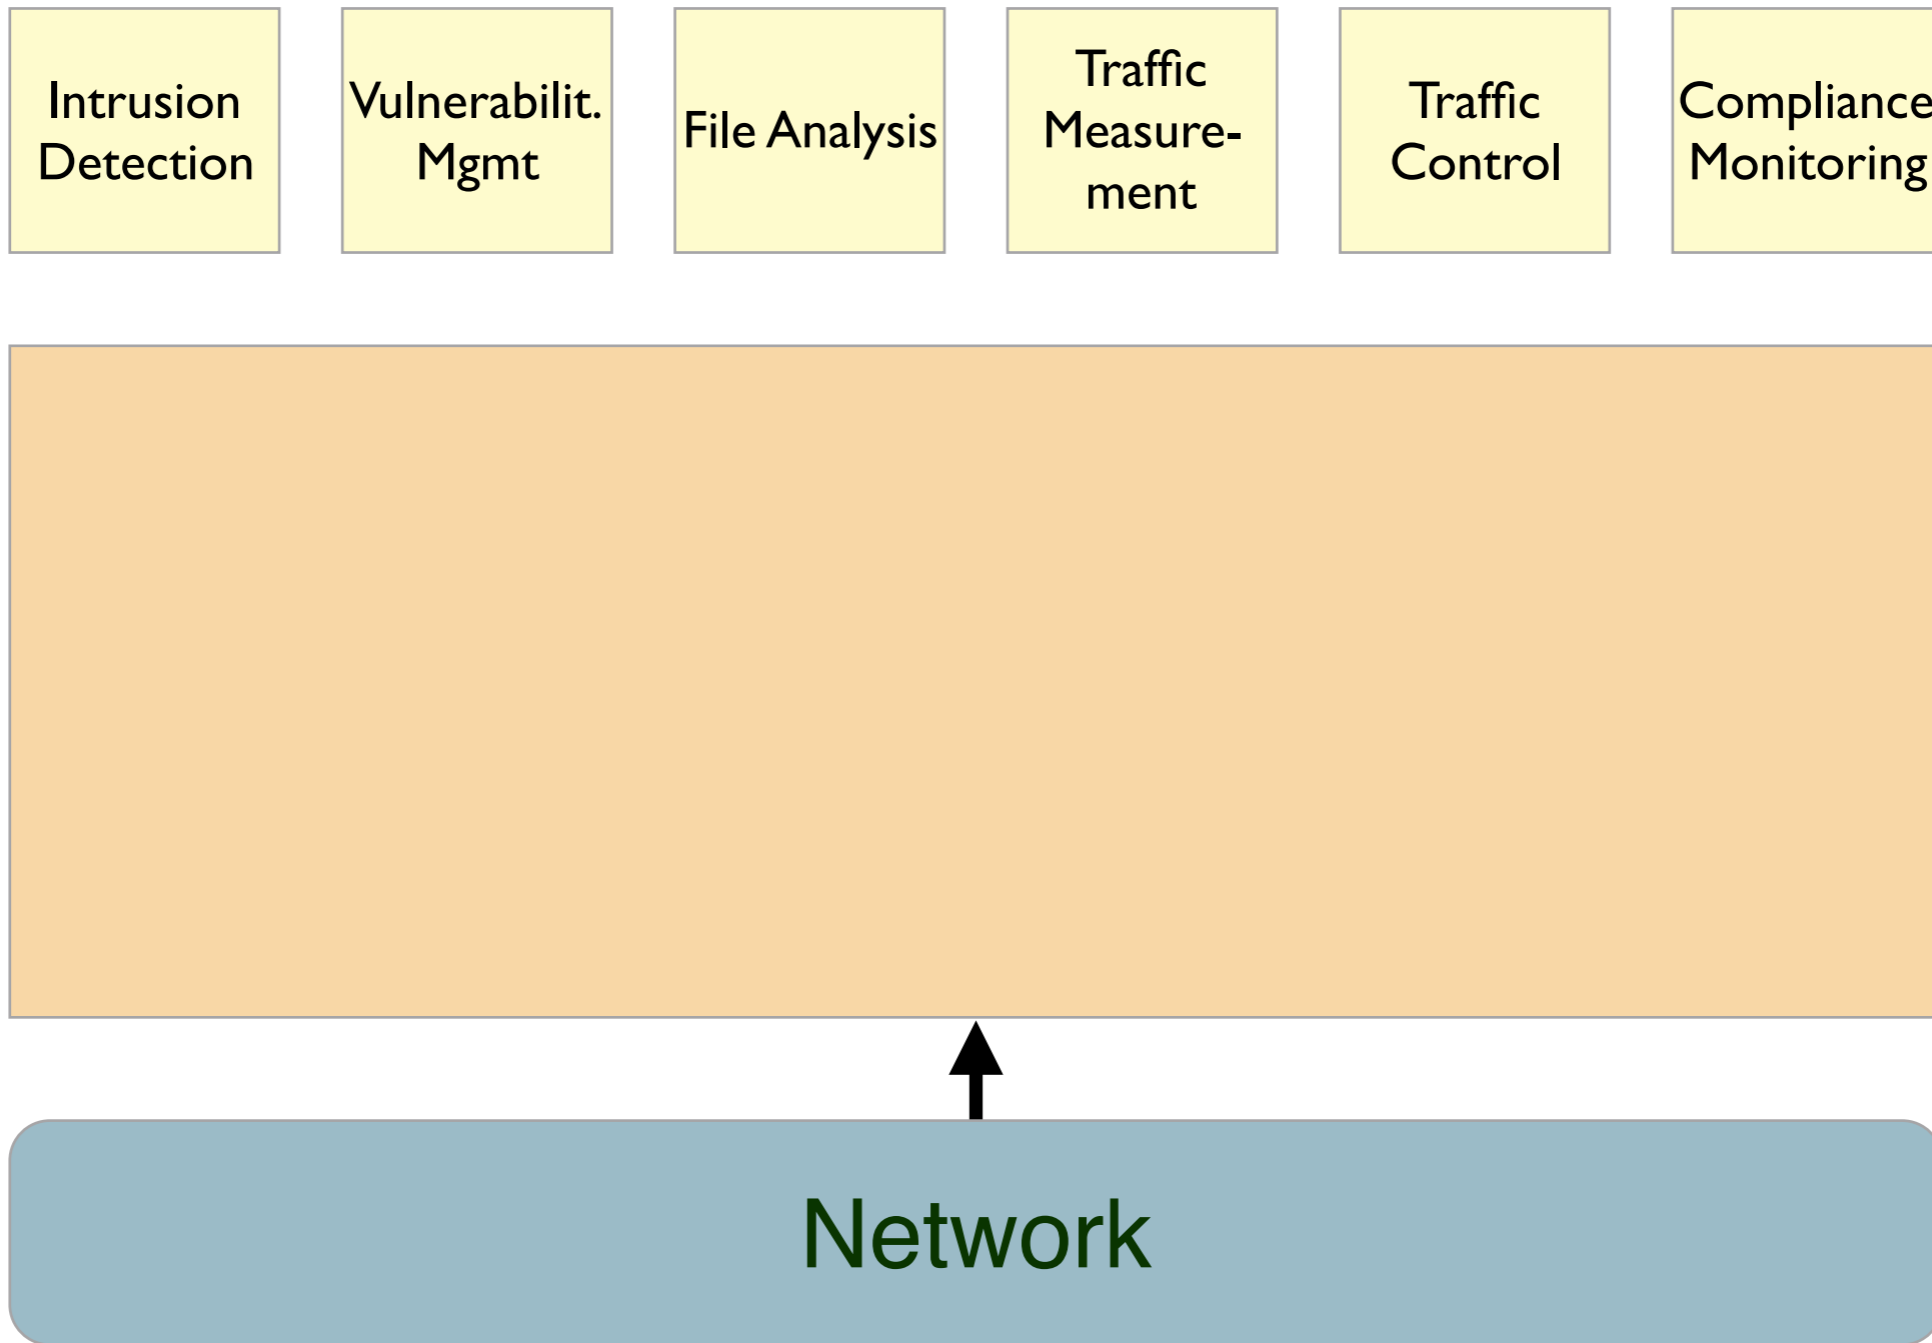 Intrusion
Detection
Vulnerabilit.
Mgmt
File Analysis
Traffic
Measure-
ment
Traffic
Control
Compliance
Monitoring
Network